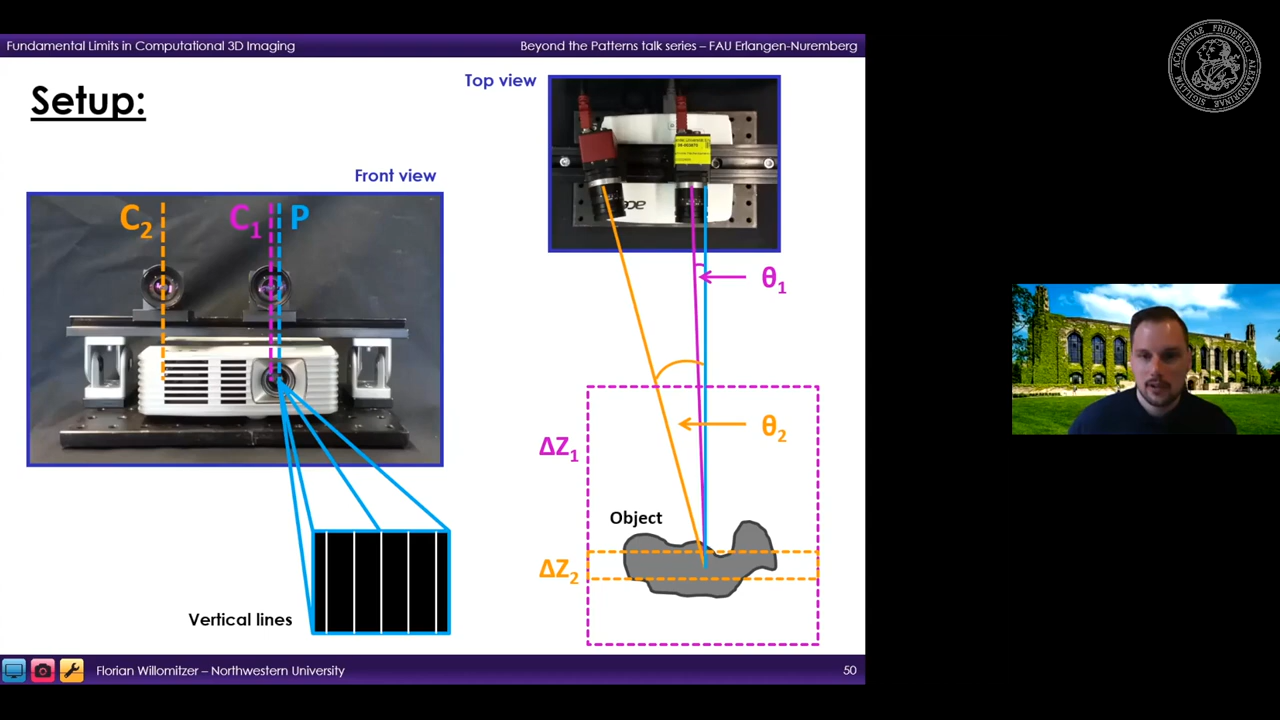 Fundamental Limits in Computational 3D Imaging
Beyond the Patterns talk series – FAU Erlangen-Nuremberg
Setup:
Top view
Front view
C2
C1
P
acer
θ1
θ2
ΔZ1
Object
ΔZ2
Vertical lines
Florian Willomitzer – Northwestern University
50